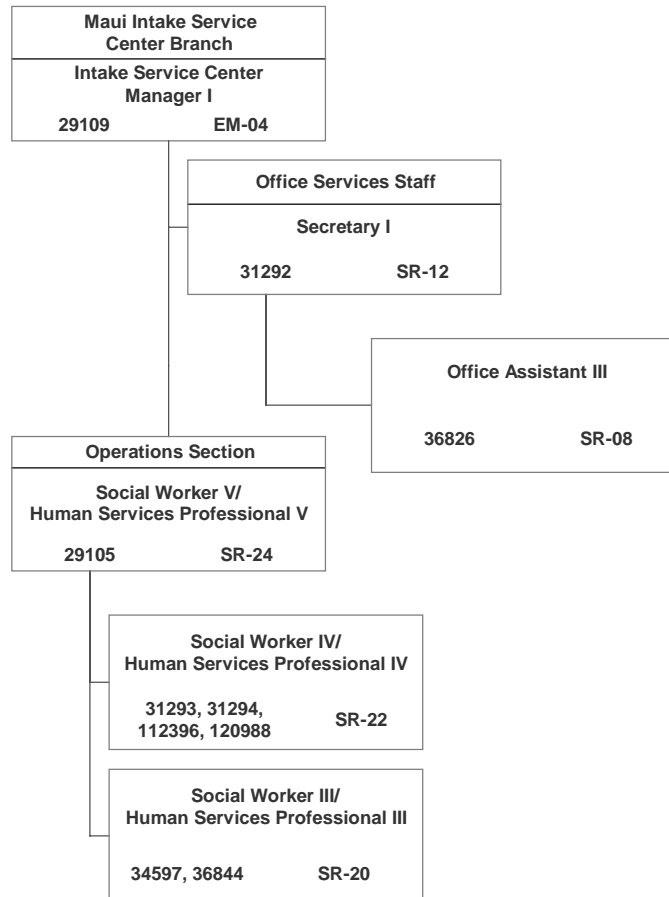 Maui Intake Service
Center Branch
Intake Service Center
Manager I
29109 EM-04
Office Services Staff
Secretary I
31292 SR-12
Office Assistant III
36826 SR-08
Operations Section
Social Worker V/
Human Services Professional V
29105 SR-24
Social Worker IV/
Human Services Professional IV
31293, 31294,
112396, 120988 SR-22
Social Worker III/
Human Services Professional III
34597, 36844 SR-20